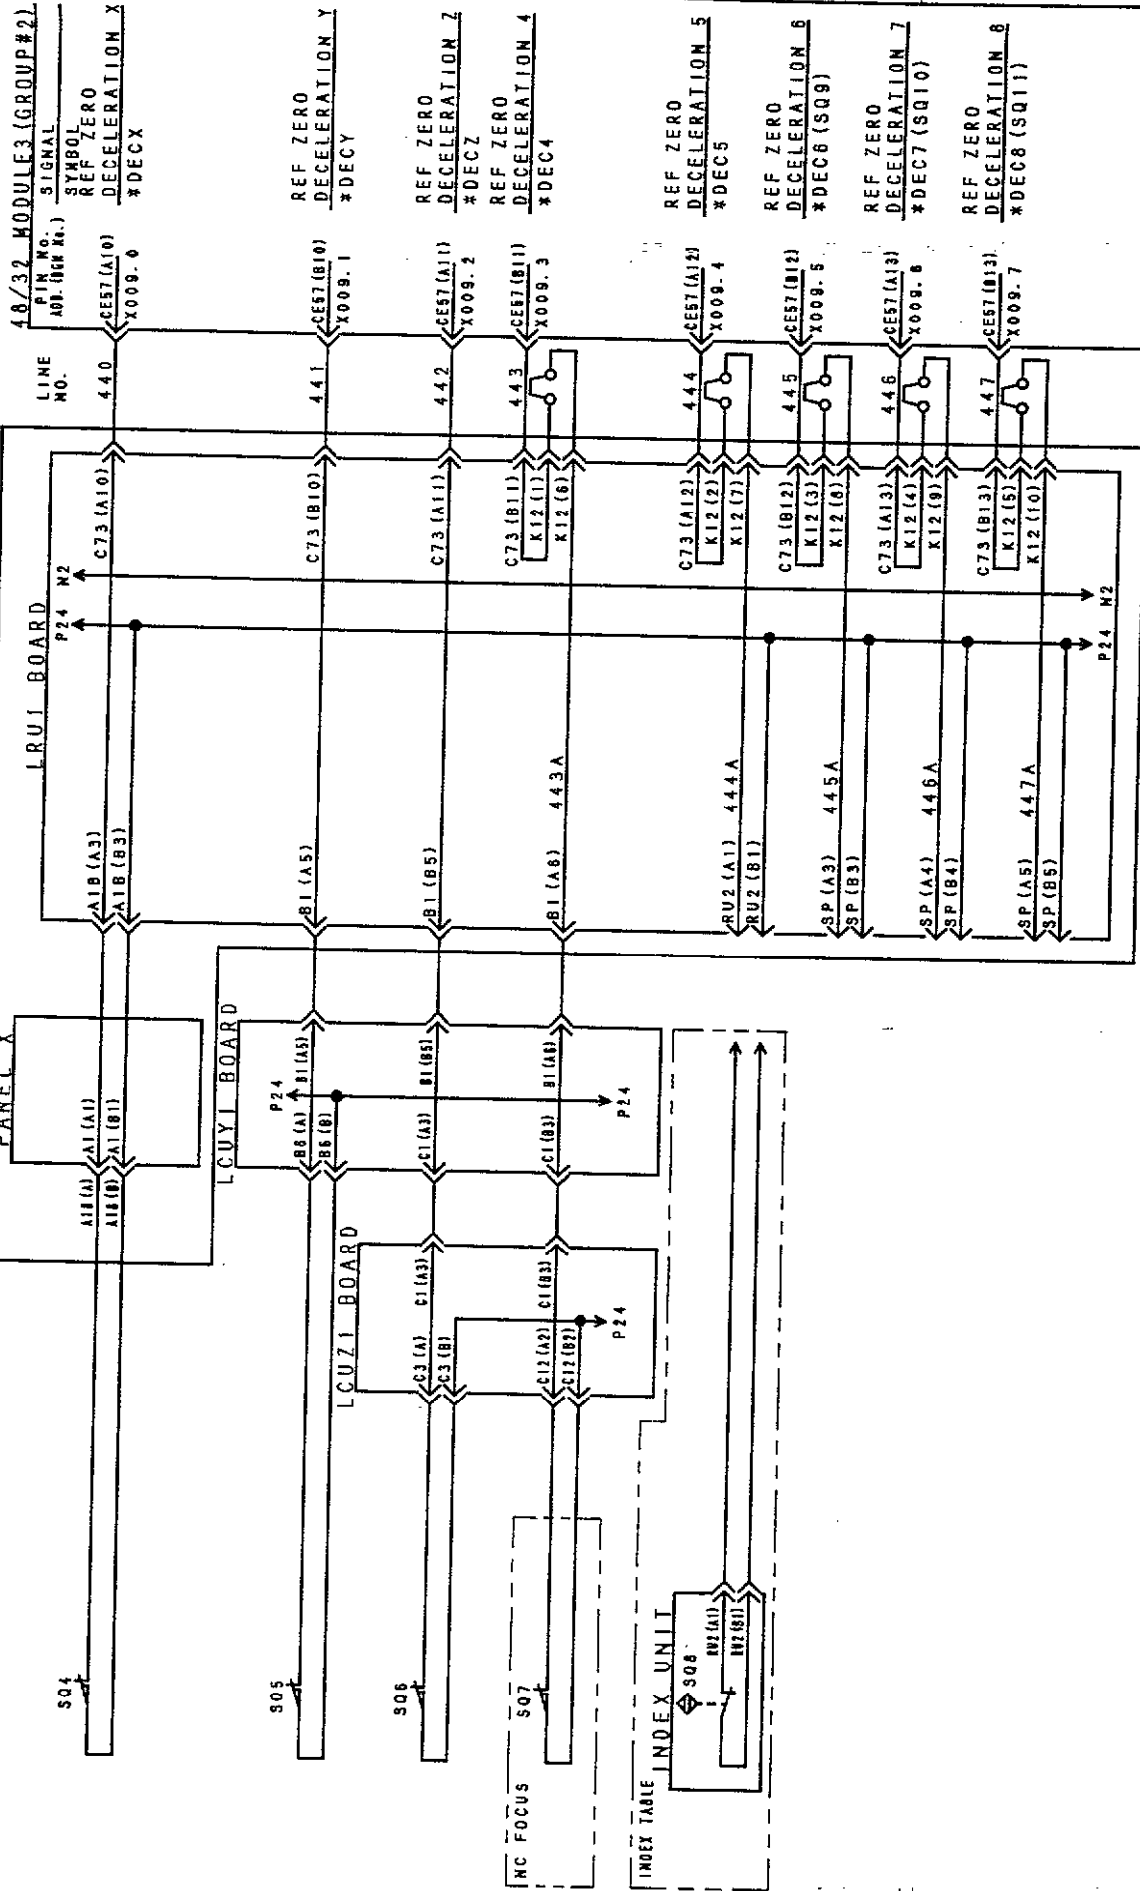 48/32 MODULE3 (GROUP#2)
LINE NO.
PIN No.
ADD.
SIGNAL
SYMBOL
LRU1 BOARD
P24
N2
PANEL X
SQ4
A18(A)
A18(B)
A1(A1)
A1(B1)
A1B(A3)
A1B(B3)
C73(A10)
440
CE57(A10)
X009.0
REF ZERO
DECELERATION X
*DECX
LCUY1 BOARD
P24
SQ5
B6(A)
B6(B)
B1(A5)
B1(A5)
C73(B10)
441
CE57(B10)
X009.1
REF ZERO
DECELERATION Y
*DECY
LCUZ1 BOARD
SQ6
C3(A)
C3(B)
C1(A3)
C1(A3)
B1(B5)
B1(B5)
C73(A11)
442
CE57(A11)
X009.2
REF ZERO
DECELERATION Z
*DECZ
NC FOCUS
SQ7
C12(A2)
C12(B2)
C1(B3)
C1(B3)
B1(A6)
B1(A6)
443A
C73(B11)
K12(1)
K12(6)
443
CE57(B11)
X009.3
REF ZERO
DECELERATION 4
*DEC4
P24
P24
INDEX TABLE
INDEX UNIT
SQ8
RU2(A1)
RU2(B1)
RU2(A1)
RU2(B1)
444A
C73(A12)
K12(2)
K12(7)
444
CE57(A12)
X009.4
REF ZERO
DECELERATION 5
*DEC5
SP(A3)
SP(B3)
445A
C73(B12)
K12(3)
K12(8)
445
CE57(B12)
X009.5
REF ZERO
DECELERATION 6
*DEC6(SQ9)
SP(A4)
SP(B4)
446A
C73(A13)
K12(4)
K12(9)
446
CE57(A13)
X009.6
REF ZERO
DECELERATION 7
*DEC7(SQ10)
SP(A5)
SP(B5)
447A
C73(B13)
K12(5)
K12(10)
447
CE57(B13)
X009.7
REF ZERO
DECELERATION 8
*DEC8(SQ11)
P24
N2